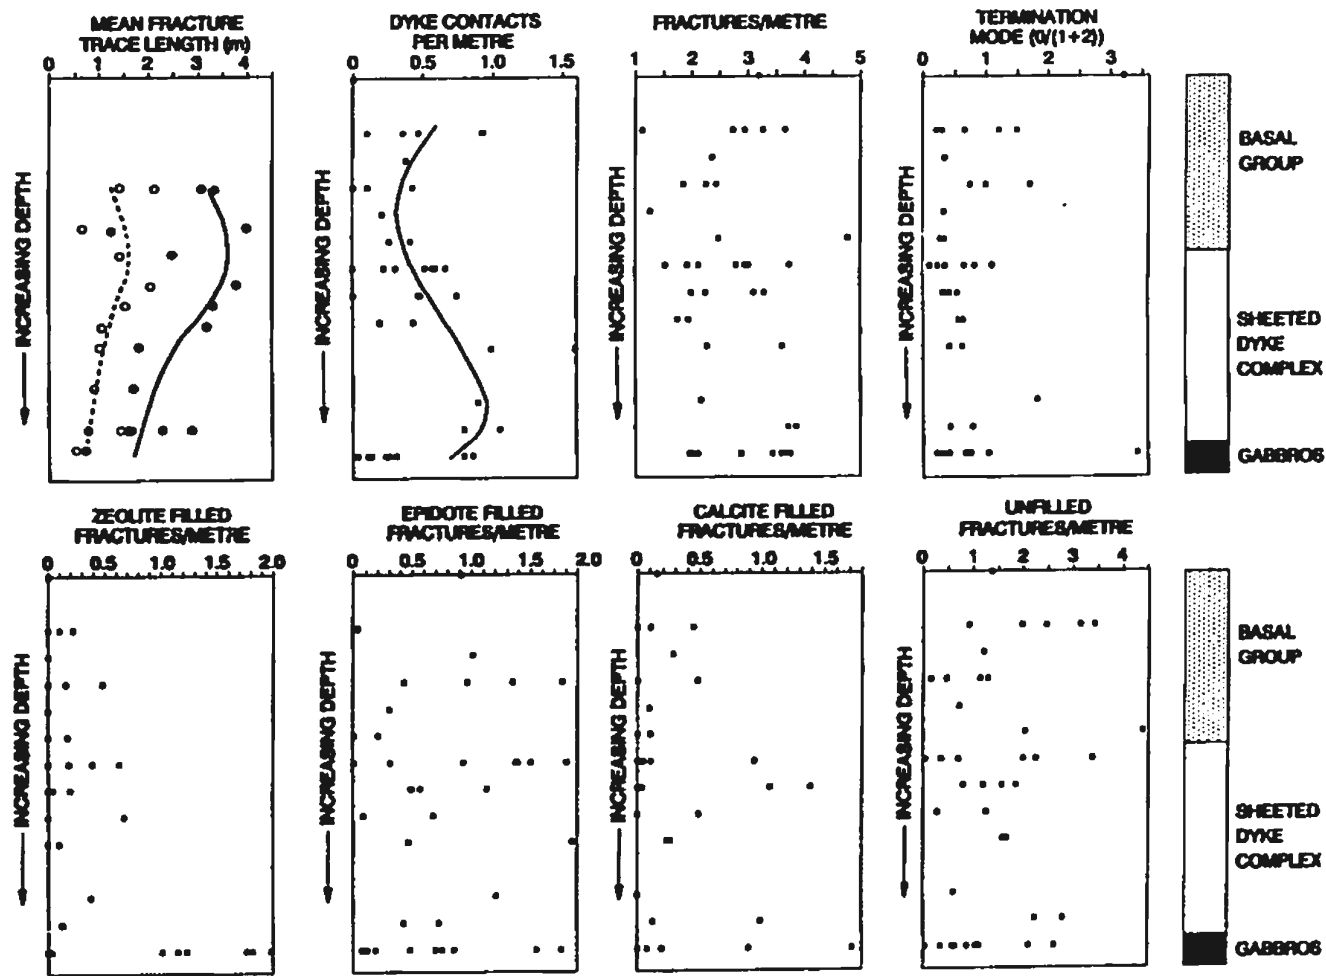 MEAN FRACTURE
TRACE LENGTH (m)
0 1 2 3 4
DYKE CONTACTS
PER METRE
0 0.5 1 1.5
FRACTURES/METRE
1 2 3 4 5
TERMINATION
MODE (0/(1+2))
0 1 2 3
INCREASING DEPTH
INCREASING DEPTH
INCREASING DEPTH
INCREASING DEPTH
BASAL
GROUP
SHEETED
DYKE
COMPLEX
GABBROS
ZEOLITE FILLED
FRACTURES/METRE
0 0.5 1.0 1.5 2.0
EPIDOTE FILLED
FRACTURES/METRE
0 0.5 1.0 1.5 2.0
CALCITE FILLED
FRACTURES/METRE
0 0.5 1.0 1.5
UNFILLED
FRACTURES/METRE
0 1 2 3 4
INCREASING DEPTH
INCREASING DEPTH
INCREASING DEPTH
INCREASING DEPTH
BASAL
GROUP
SHEETED
DYKE
COMPLEX
GABBROS